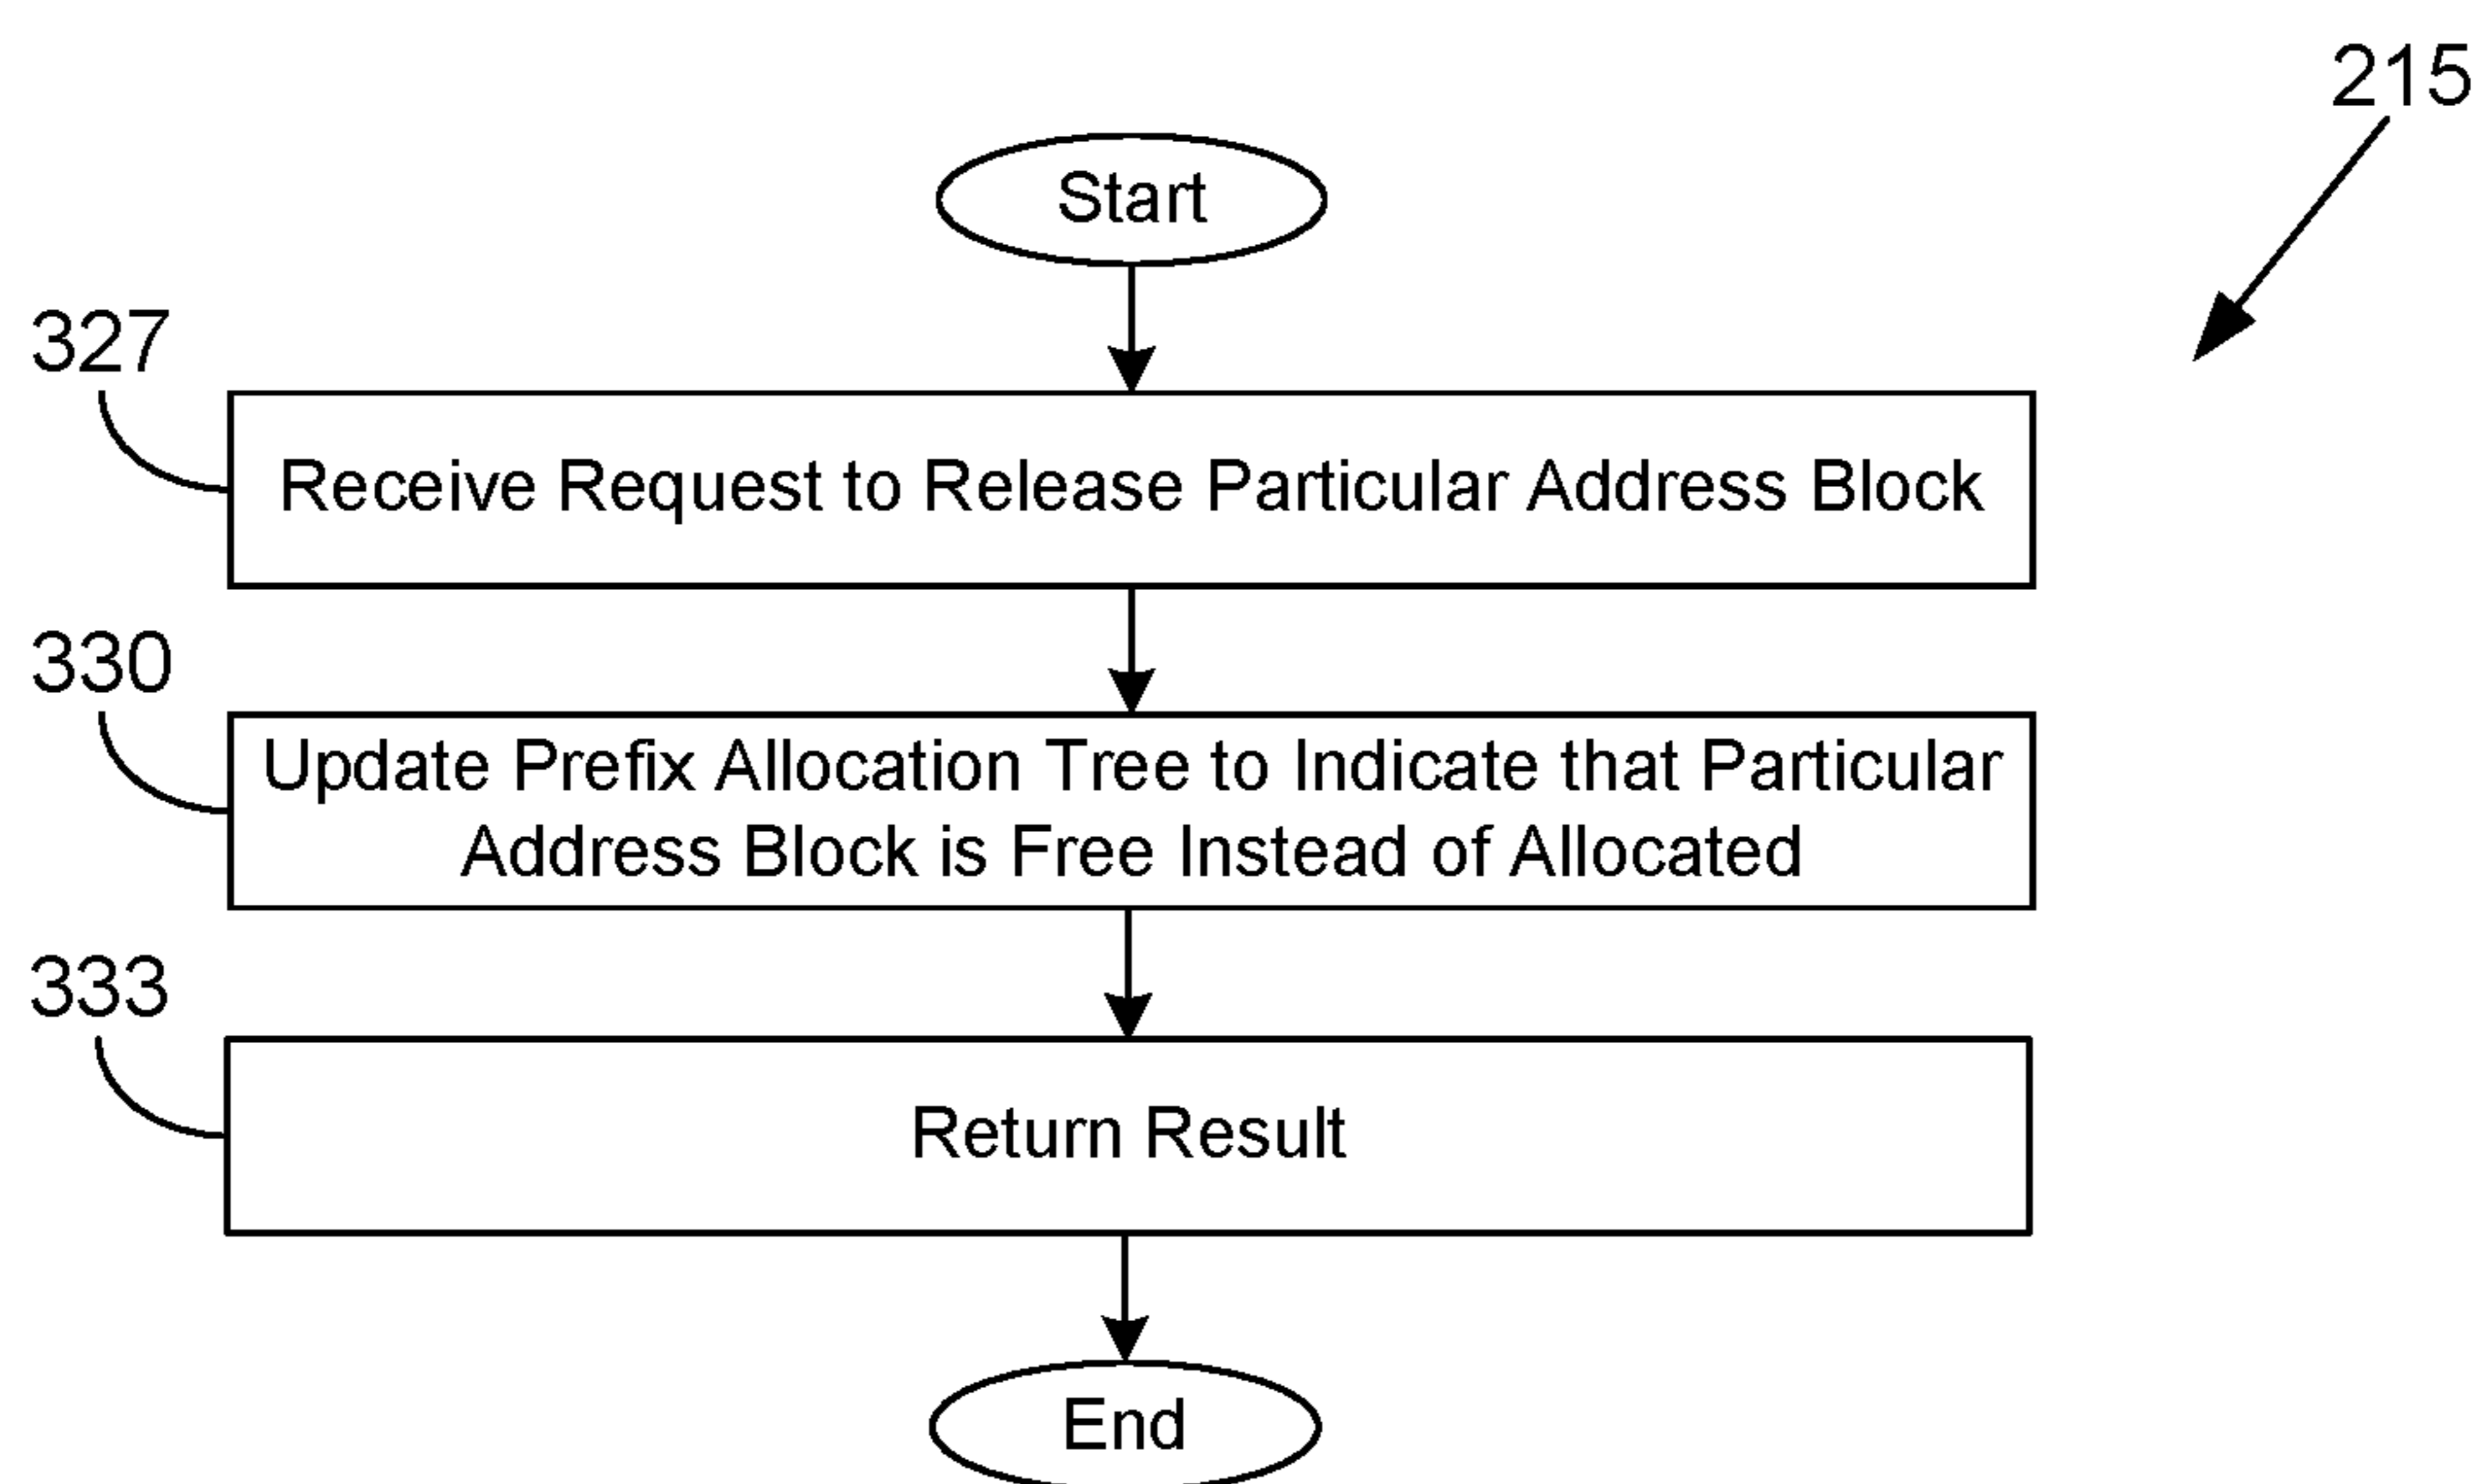 215
Start
327
Receive Request to Release Particular Address Block
330
Update Prefix Allocation Tree to Indicate that Particular
Address Block is Free Instead of Allocated
333
Return Result
End